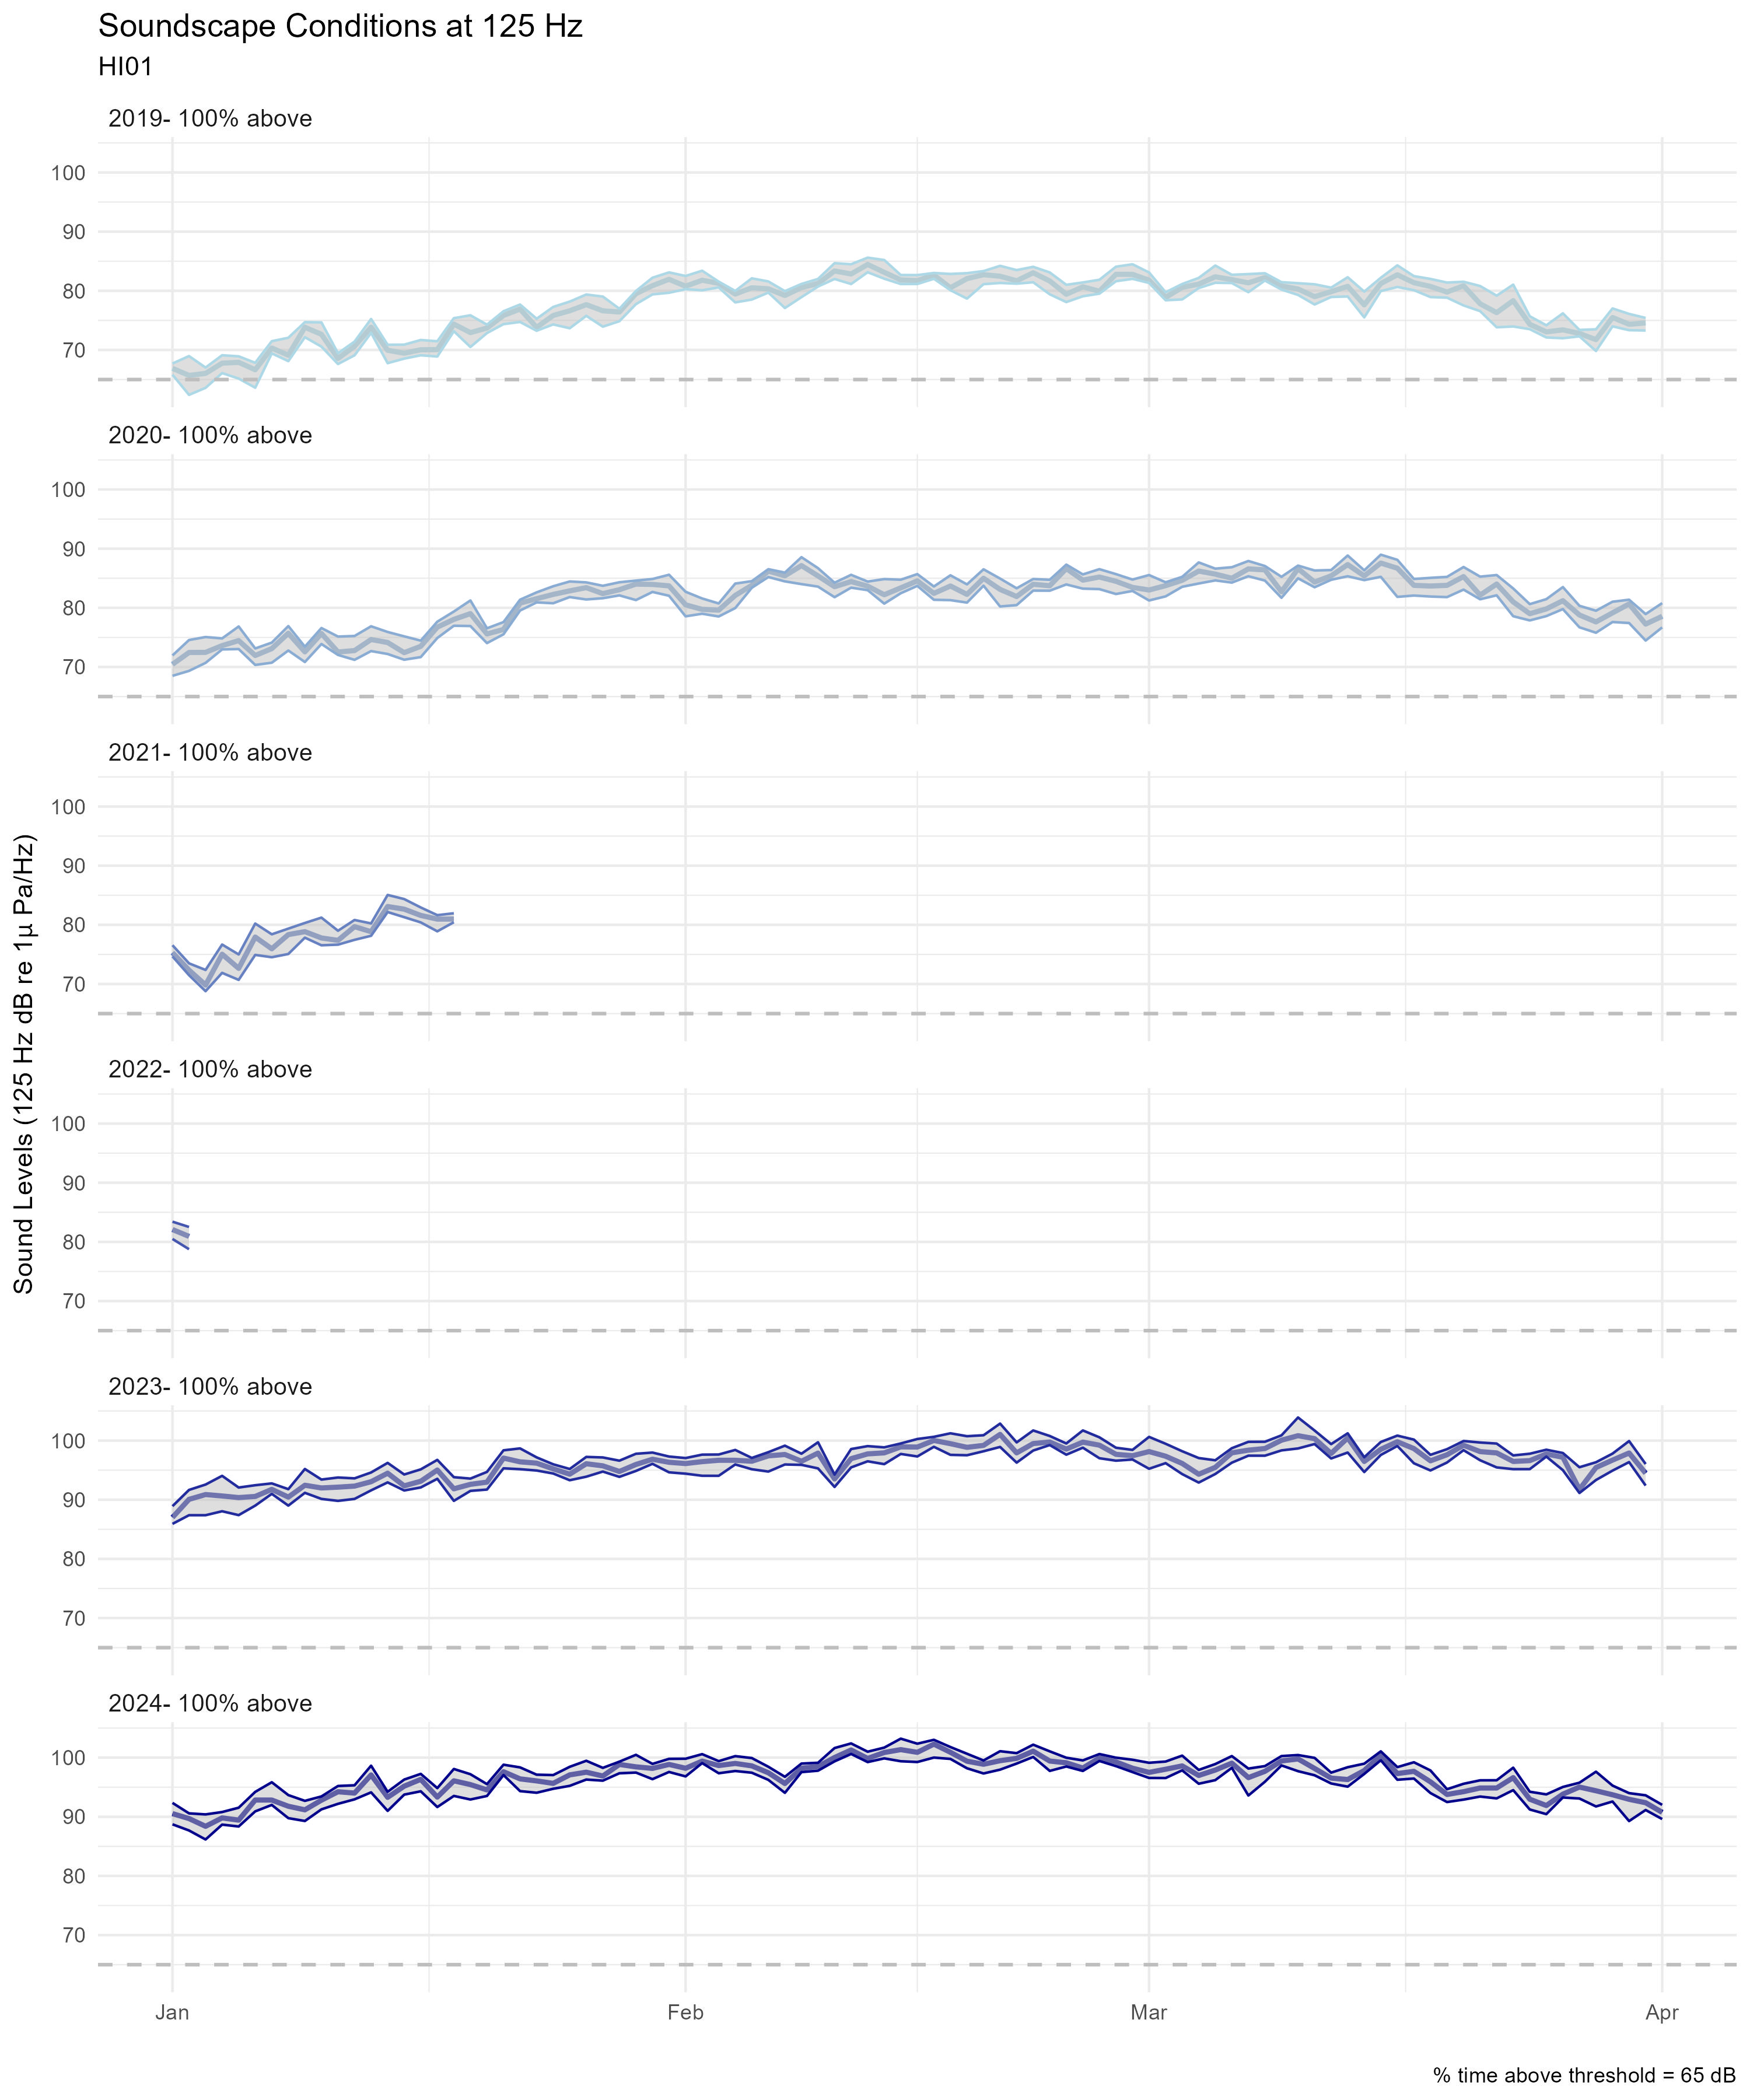 Soundscape Conditions at 125 Hz
HI01
2019- 100% above
100
90
80
70
2020- 100% above
100
90
80
70
2021- 100% above
100
90
80
70
2022- 100% above
100
90
80
70
2023- 100% above
100
90
80
70
2024- 100% above
100
90
80
70
Sound Levels (125 Hz dB re 1µ Pa/Hz)
Jan Feb Mar Apr
% time above threshold = 65 dB